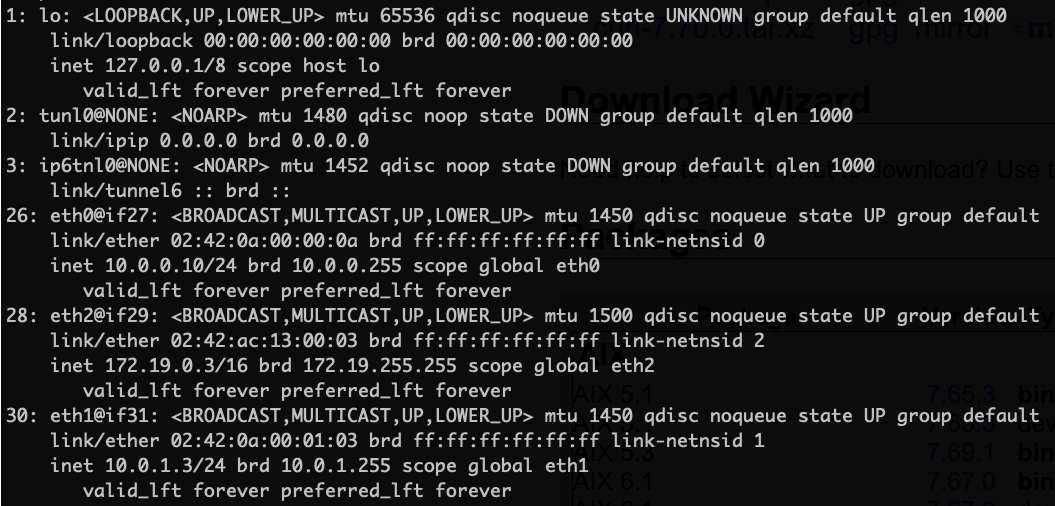 1: lo: <LOOPBACK,UP,LOWER_UP> mtu 65536 qdisc noqueue state UNKNOWN group default qlen 1000
link/loopback 00:00:00:00:00:00 brd 00:00:00:00:00:00
inet 127.0.0.1/8 scope host lo
valid_lft forever preferred_lft forever
2: tunl0@NONE: <NOARP> mtu 1480 qdisc noop state DOWN group default qlen 1000
link/ipip 0.0.0.0 brd 0.0.0.0
3: ip6tnl0@NONE: <NOARP> mtu 1452 qdisc noop state DOWN group default qlen 1000
link/tunnel6 :: brd ::
26: eth0@if27: <BROADCAST,MULTICAST,UP,LOWER_UP> mtu 1450 qdisc noqueue state UP group default
link/ether 02:42:0a:00:00:0a brd ff:ff:ff:ff:ff:ff link-netnsid 0
inet 10.0.0.10/24 brd 10.0.0.255 scope global eth0
valid_lft forever preferred_lft forever
28: eth2@if29: <BROADCAST,MULTICAST,UP,LOWER_UP> mtu 1500 qdisc noqueue state UP group default
link/ether 02:42:ac:13:00:03 brd ff:ff:ff:ff:ff:ff link-netnsid 2
inet 172.19.0.3/16 brd 172.19.255.255 scope global eth2
valid_lft forever preferred_lft forever
30: eth1@if31: <BROADCAST,MULTICAST,UP,LOWER_UP> mtu 1450 qdisc noqueue state UP group default
link/ether 02:42:0a:00:01:03 brd ff:ff:ff:ff:ff:ff link-netnsid 1
inet 10.0.1.3/24 brd 10.0.1.255 scope global eth1
valid_lft forever preferred_lft forever
gpg mirror
Download Wizard
download? Use
Packages
AIX
AIX 5.1 7.65.3 bin
AIX 5.3 7.69.1 bin
AIX 6.1 7.67.0 bin